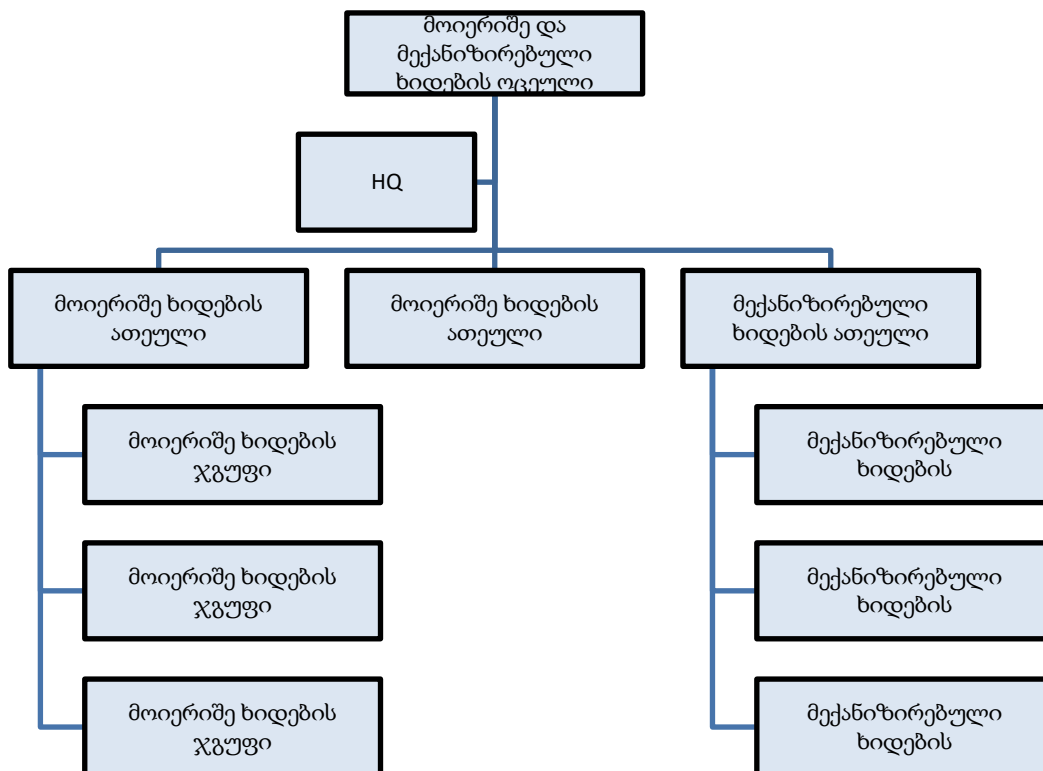 მოიერიშე და
მექანიზირებული
ხიდების ოცეული
HQ
მოიერიშე ხიდების
ათეული
მოიერიშე ხიდების
ათეული
მექანიზირებული
ხიდების ათეული
მოიერიშე ხიდების
ჯგუფი
მოიერიშე ხიდების
ჯგუფი
მოიერიშე ხიდების
ჯგუფი
მექანიზირებული
ხიდების
მექანიზირებული
ხიდების
მექანიზირებული
ხიდების